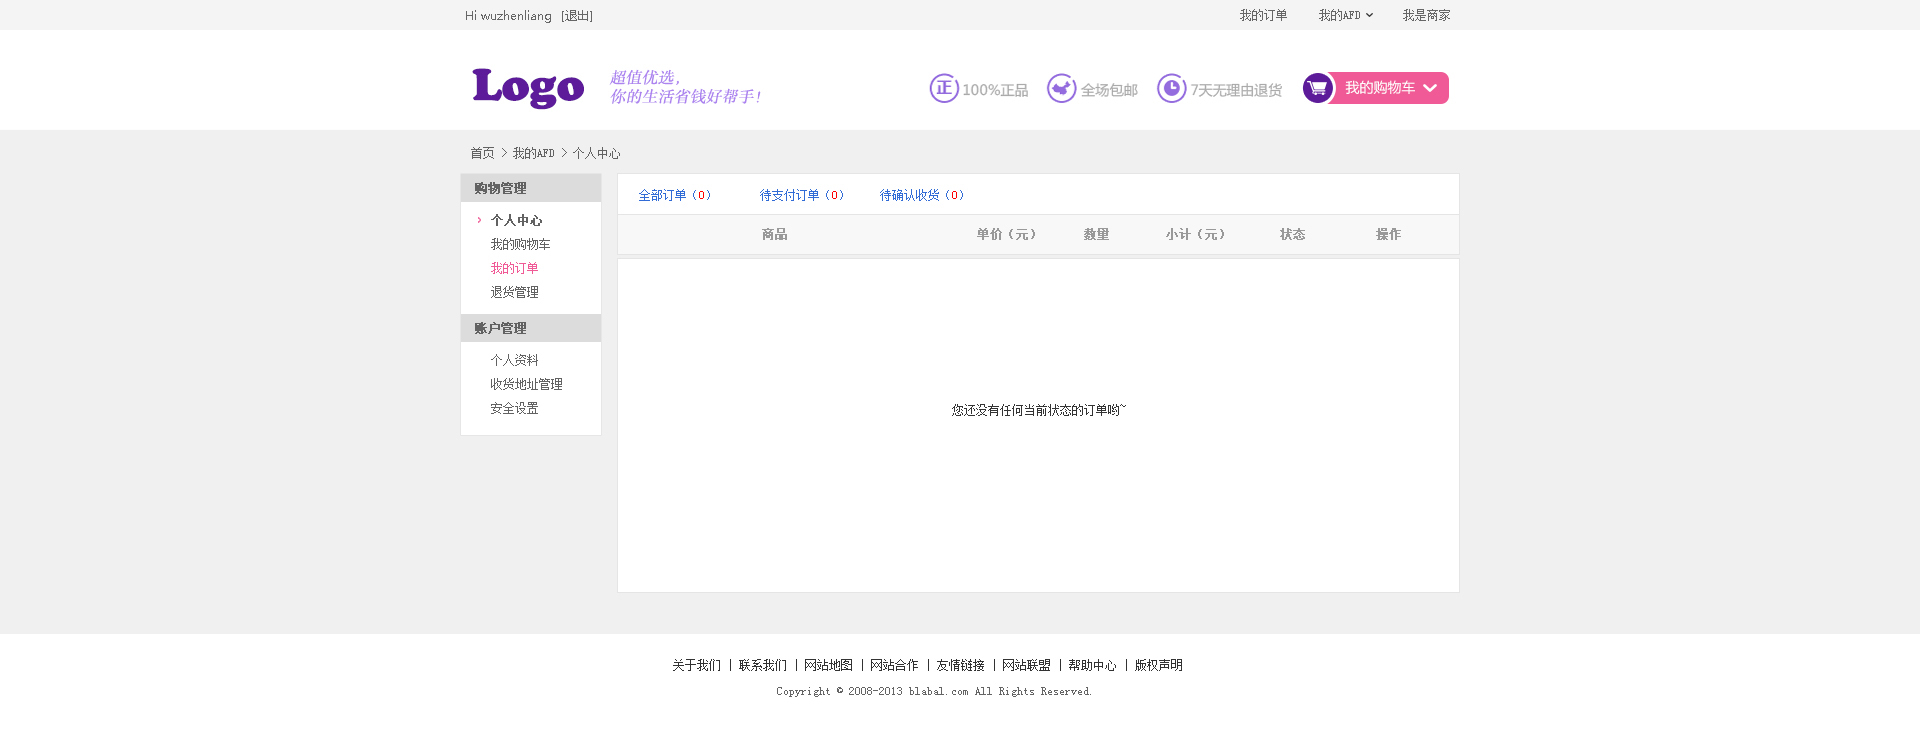 Hi wuzhenliang [退出] 我的订单 我的AFD 我是商家
Logo
超值优选，
你的生活省钱好帮手！
正 100%正品 全场包邮 7天无理由退货 我的购物车
首页 > 我的AFD > 个人中心
购物管理
个人中心
我的购物车
我的订单
退货管理
账户管理
个人资料
收货地址管理
安全设置
全部订单（0） 待支付订单（0） 待确认收货（0）
商品 单价（元） 数量 小计（元） 状态 操作
您还没有任何当前状态的订单哟~
关于我们 | 联系我们 | 网站地图 | 网站合作 | 友情链接 | 网站联盟 | 帮助中心 | 版权声明
Copyright © 2008-2013 blabal.com All Rights Reserved.